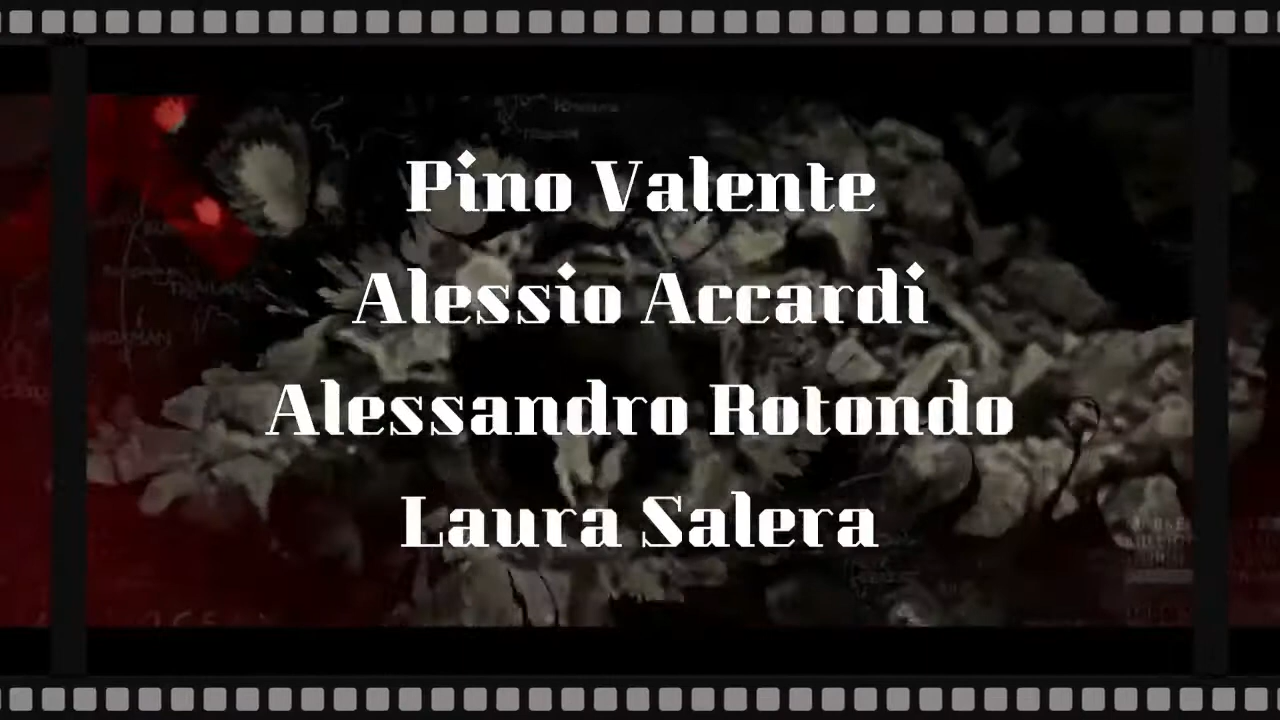 Pino Valente
Alessio Accardi
Alessandro Rotondo
Laura Salera